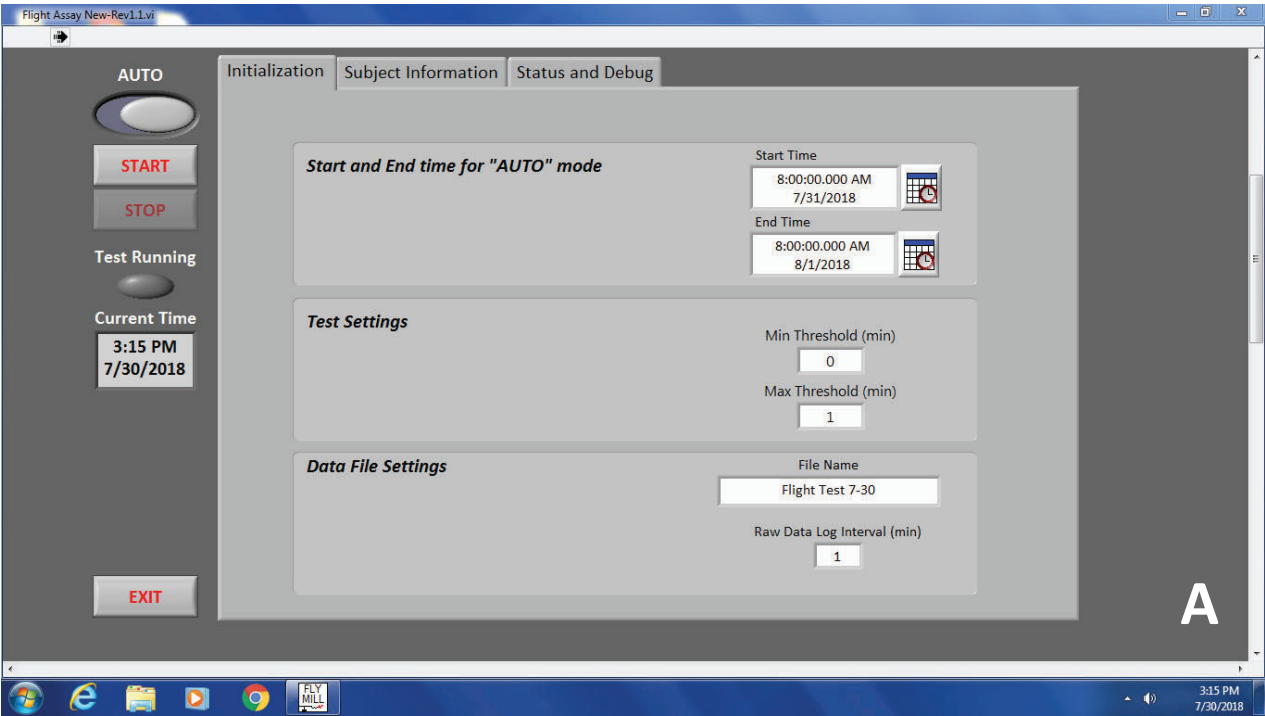 Flight Assay New-Rev1.1.vi
AUTO
START
STOP
Test Running
Current Time
3:15 PM
7/30/2018
EXIT
Initialization
Subject Information
Status and Debug
Start and End time for "AUTO" mode
Start Time
8:00:00.000 AM
7/31/2018
End Time
8:00:00.000 AM
8/1/2018
Test Settings
Min Threshold (min)
0
Max Threshold (min)
1
Data File Settings
File Name
Flight Test 7-30
Raw Data Log Interval (min)
1
A
FLY
MILL
3:15 PM
7/30/2018